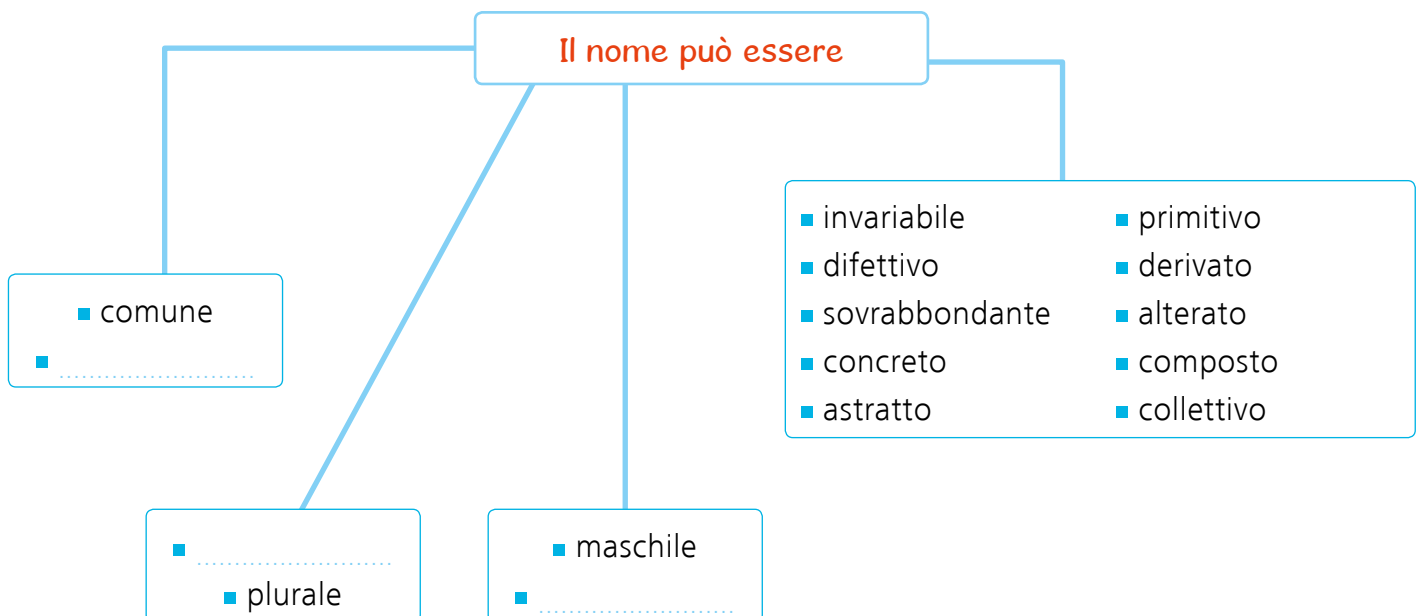 Il nome può essere
comune
invariabile
difettivo
sovrabbondante
concreto
astratto
primitivo
derivato
alterato
composto
collettivo
plurale
maschile